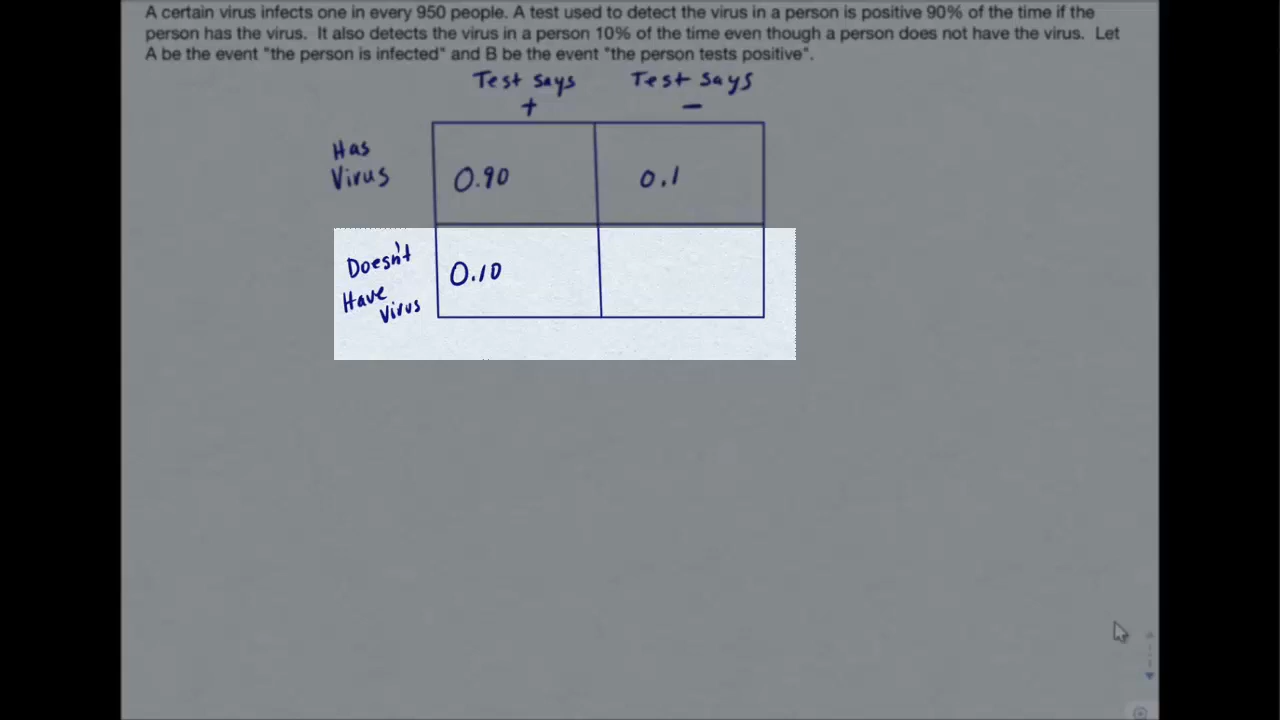 A certain virus infects one in every 950 people. A test used to detect the virus in a person is positive 90% of the time if the
person has the virus.  It also detects the virus in a person 10% of the time even though a person does not have the virus.  Let
A be the event "the person is infected" and B be the event "the person tests positive".
Test says Test says
+ −
Has
Virus 0.90 0.1
Doesn't
Have
Virus 0.10